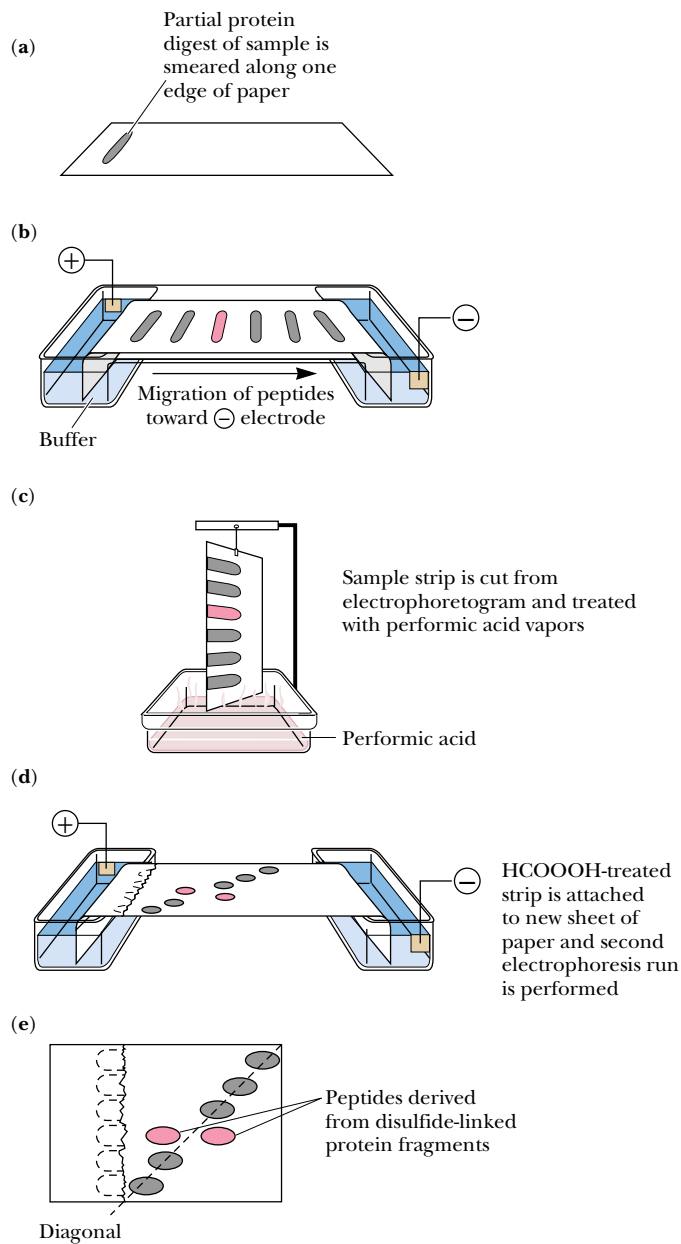 (a)
Partial protein
digest of sample is
smeared along one
edge of paper
(b)
+
−
Migration of peptides
toward − electrode
Buffer
(c)
Sample strip is cut from
electrophoretogram and treated
with performic acid vapors
Performic acid
(d)
+
−
HCOOOH-treated
strip is attached
to new sheet of
paper and second
electrophoresis run
is performed
(e)
Peptides derived
from disulfide-linked
protein fragments
Diagonal